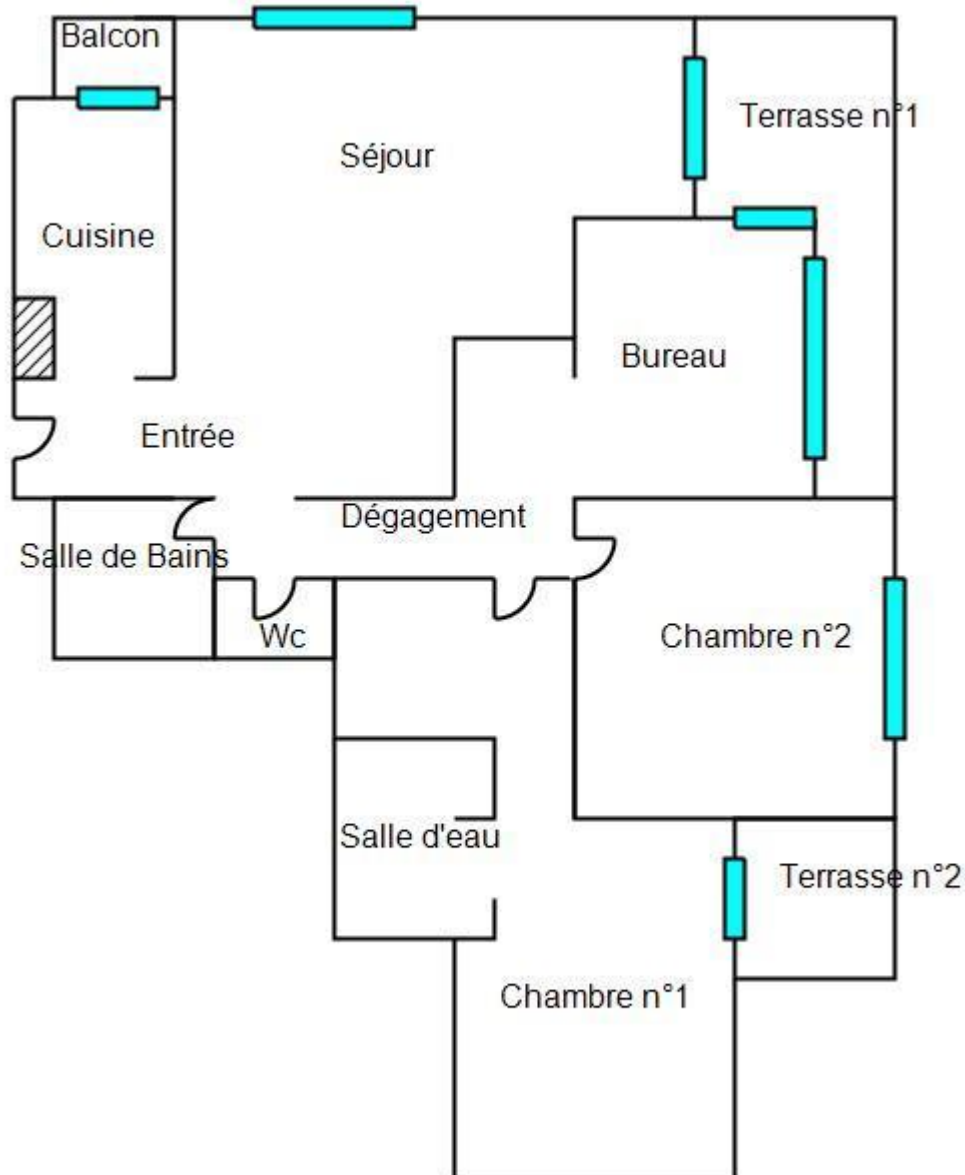 Balcon
Terrasse n°1
Séjour
Cuisine
Bureau
Entrée
Dégagement
Salle de Bains
Wc
Chambre n°2
Salle d'eau
Terrasse n°2
Chambre n°1